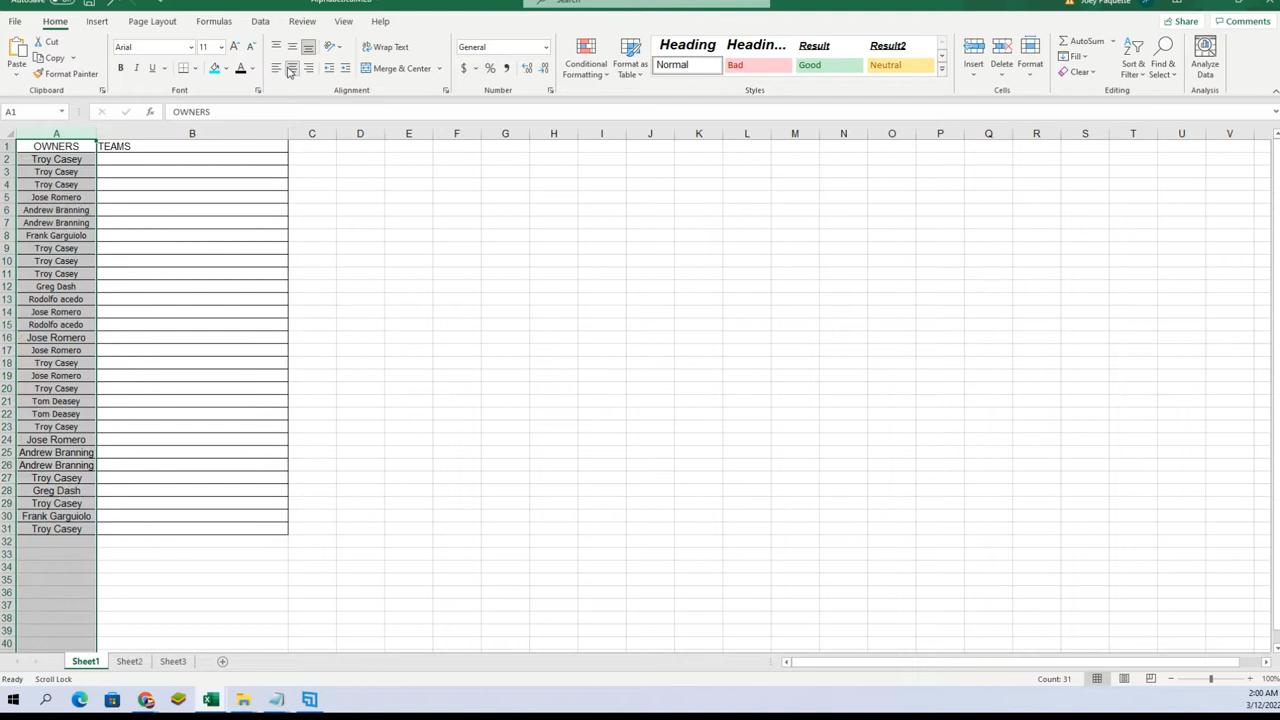 File Home Insert Page Layout Formulas Data Review View Help Share Comments
Cut
Copy
Format Painter
Paste
Clipboard
Arial 11
B I U
Font
Wrap Text
Merge & Center
Alignment
General
$ % ,
Number
Conditional Formatting
Format as Table
Heading Headin... Result Result2
Normal Bad Good Neutral
Styles
Insert Delete Format
Cells
AutoSum
Fill
Clear
Sort & Filter
Find & Select
Editing
Analyze Data
Analysis
A1 fx OWNERS
A B C D E F G H I J K L M N O P Q R S T U V
1 OWNERS TEAMS
2 Troy Casey
3 Troy Casey
4 Troy Casey
5 Jose Romero
6 Andrew Branning
7 Andrew Branning
8 Frank Garguiolo
9 Troy Casey
10 Troy Casey
11 Troy Casey
12 Greg Dash
13 Rodolfo acedo
14 Jose Romero
15 Rodolfo acedo
16 Jose Romero
17 Jose Romero
18 Troy Casey
19 Jose Romero
20 Troy Casey
21 Tom Deasey
22 Tom Deasey
23 Troy Casey
24 Jose Romero
25 Andrew Branning
26 Andrew Branning
27 Troy Casey
28 Greg Dash
29 Troy Casey
30 Frank Garguiolo
31 Troy Casey
32
33
34
35
36
37
38
39
40
Sheet1 Sheet2 Sheet3
Ready Scroll Lock Count: 31 100%
2:00 AM